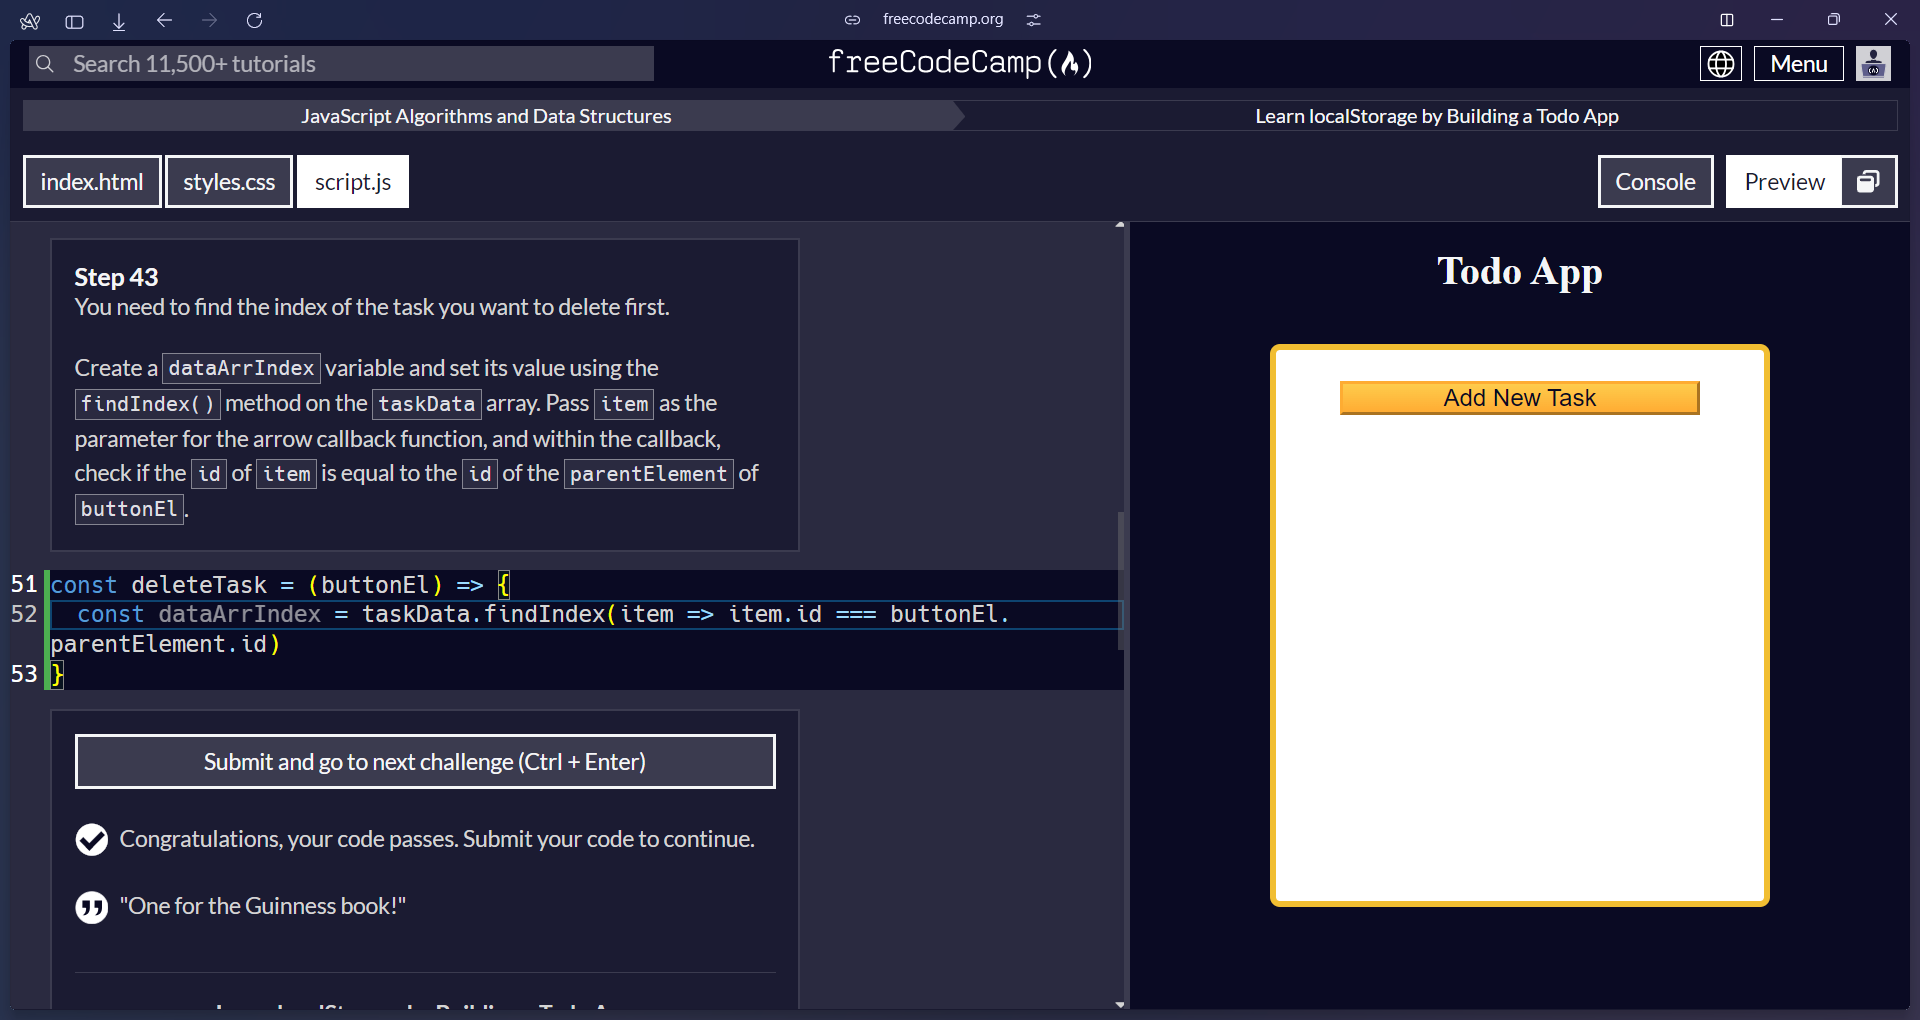 freecodecamp.org
Search 11,500+ tutorials
freeCodeCamp
Menu
JavaScript Algorithms and Data Structures
Learn localStorage by Building a Todo App
index.html
styles.css
script.js
Console
Preview
Step 43
You need to find the index of the task you want to delete first.
Create a dataArrIndex variable and set its value using the
findIndex() method on the taskData array. Pass item as the
parameter for the arrow callback function, and within the callback,
check if the id of item is equal to the id of the parentElement of
buttonEl.
51 const deleteTask = (buttonEl) => {
52 const dataArrIndex = taskData.findIndex(item => item.id === buttonEl.
parentElement.id)
53 }
Submit and go to next challenge (Ctrl + Enter)
Congratulations, your code passes. Submit your code to continue.
"One for the Guinness book!"
Todo App
Add New Task